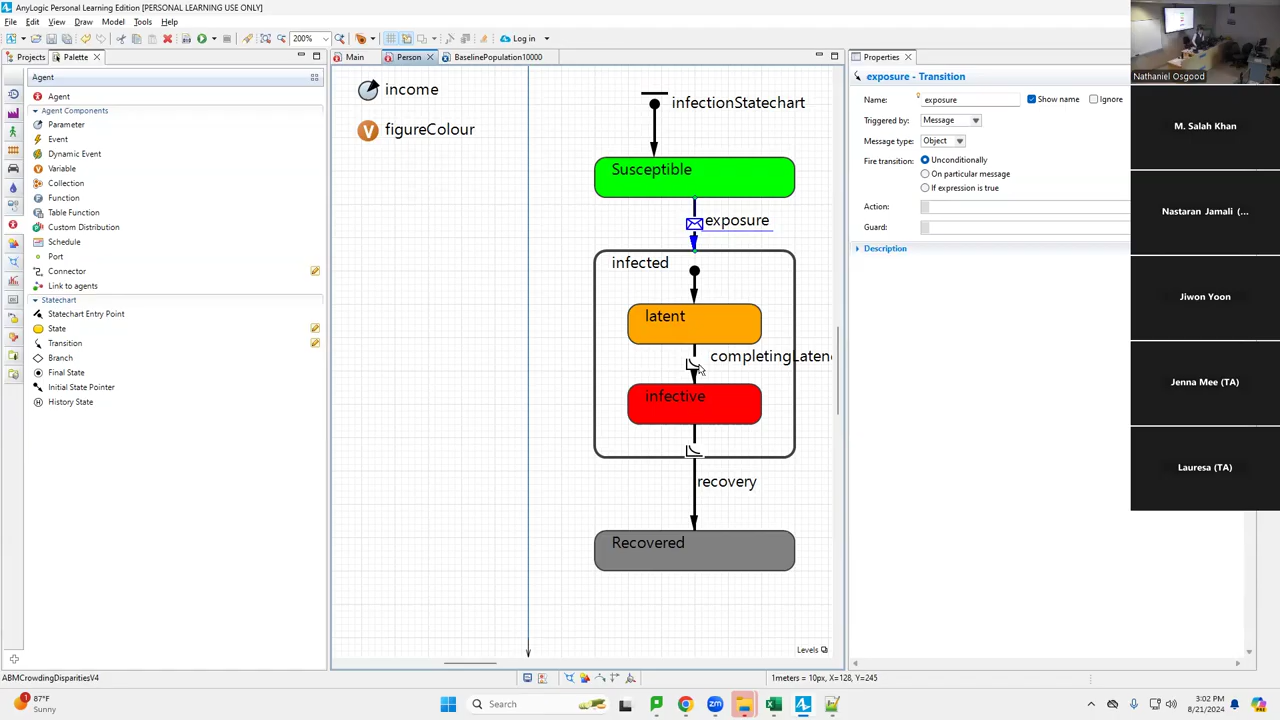 AnyLogic Personal Learning Edition [PERSONAL LEARNING USE ONLY]
File Edit View Draw Model Tools Help
200%
Log in
Projects
Palette
Main
Person
BaselinePopulation10000
Properties
Agent
Agent
Agent Components
Parameter
Event
Dynamic Event
Variable
Collection
Function
Table Function
Custom Distribution
Schedule
Port
Connector
Link to agents
Statechart
Statechart Entry Point
State
Transition
Branch
Final State
Initial State Pointer
History State
income
V figureColour
infectionStatechart
Susceptible
exposure
infected
latent
completingLaten
infective
recovery
Recovered
Levels
exposure - Transition
Name: exposure
Show name
Ignore
Triggered by: Message
Message type: Object
Fire transition: Unconditionally
On particular message
If expression is true
Action:
Guard:
Description
Nathaniel Osgood
M. Salah Khan
Nastaran Jamali (...
Jiwon Yoon
Jenna Mee (TA)
Lauresa (TA)
ABMCrowdingDisparitiesV4
1meters = 10px, X=128, Y=245
87°F
Sunny
Search
3:02 PM
8/21/2024